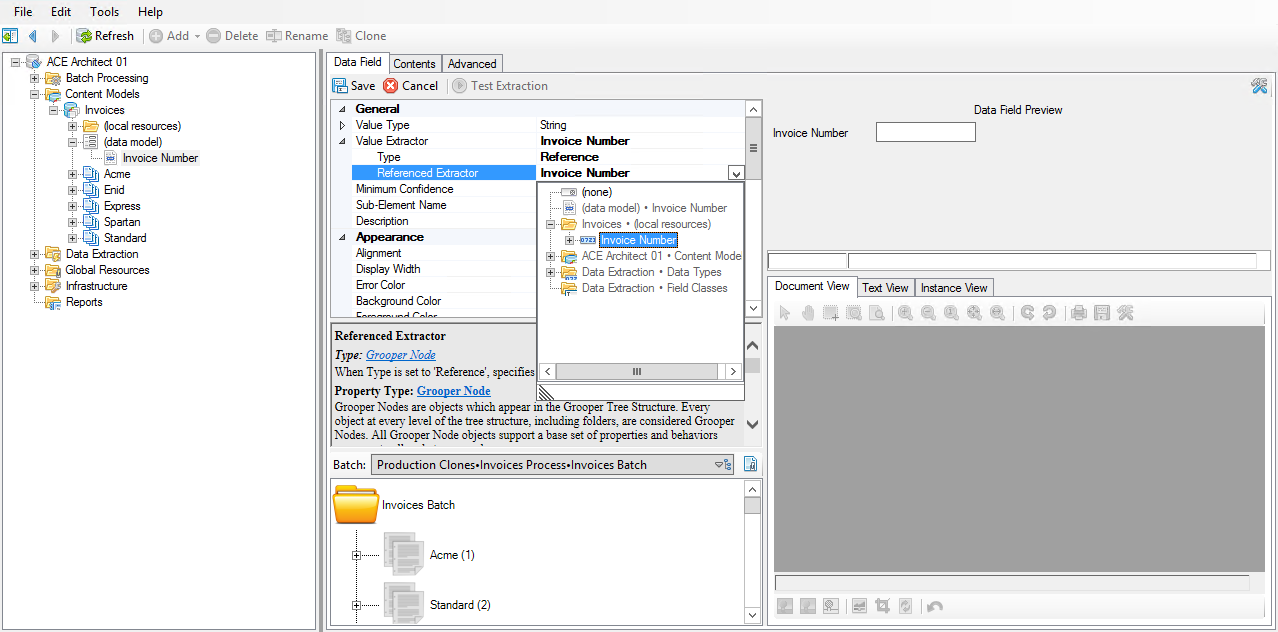 File Edit Tools Help
Refresh Add Delete Rename Clone
ACE Architect 01
Batch Processing
Content Models
Invoices
(local resources)
(data model)
Invoice Number
Acme
Enid
Express
Spartan
Standard
Data Extraction
Global Resources
Infrastructure
Reports
Data Field Contents Advanced
Save Cancel Test Extraction
General
Value Type String
Value Extractor Invoice Number
Type Reference
Referenced Extractor Invoice Number
Minimum Confidence
Sub-Element Name
Description
Appearance
Alignment
Display Width
Error Color
Background Color
Foreground Color
(none)
(data model) • Invoice Number
Invoices • (local resources)
Invoice Number
ACE Architect 01 • Content Mode
Data Extraction • Data Types
Data Extraction • Field Classes
Referenced Extractor
Type: Grooper Node
When Type is set to 'Reference', specifies
Property Type: Grooper Node
Grooper Nodes are objects which appear in the Grooper Tree Structure. Every
object at every level of the tree structure, including folders, are considered Grooper
Nodes. All Grooper Node objects support a base set of properties and behaviors
Batch: Production Clones•Invoices Process•Invoices Batch
Invoices Batch
Acme (1)
Standard (2)
Data Field Preview
Invoice Number
Document View Text View Instance View